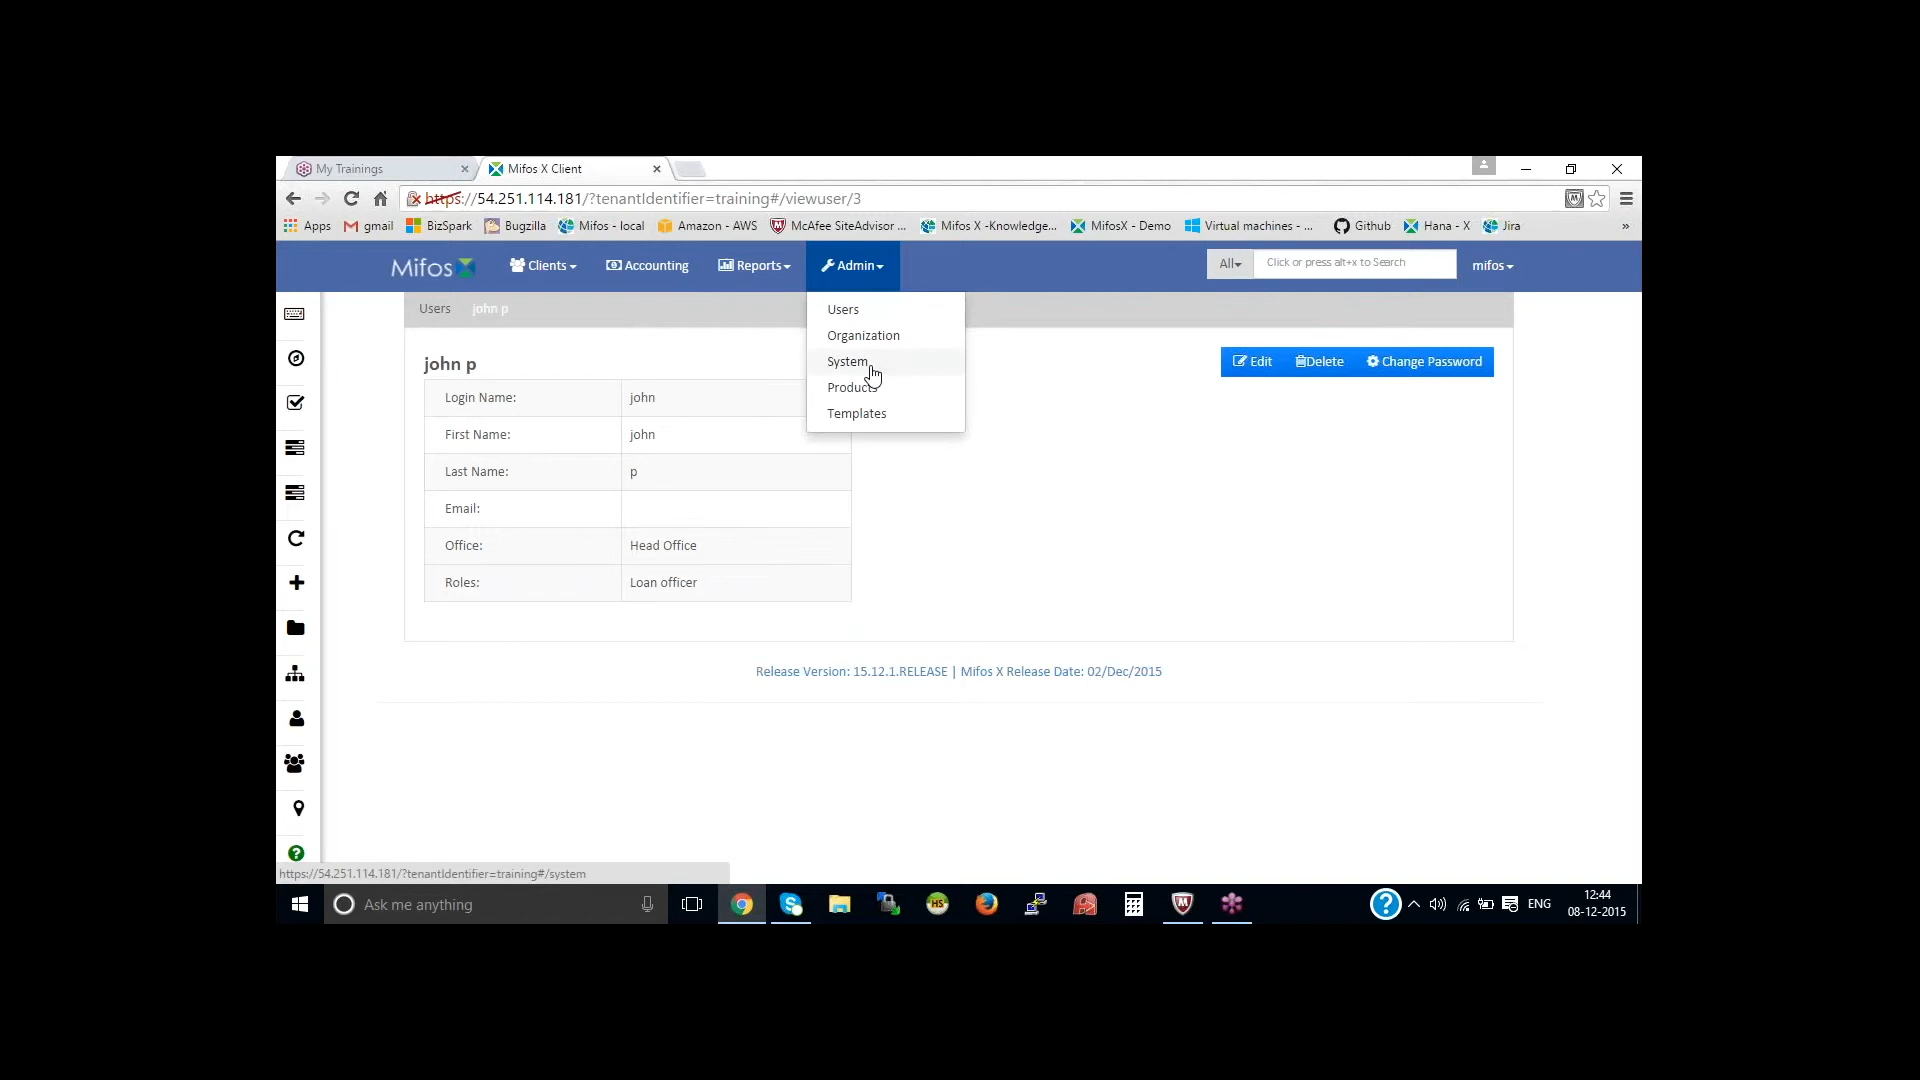 My Trainings
Mifos X Client
https://54.251.114.181/?tenantIdentifier=training#/viewuser/3
Apps gmail BizSpark Bugzilla Mifos - local Amazon - AWS McAfee SiteAdvisor ... Mifos X -Knowledge... MifosX - Demo Virtual machines - ... Github Hana - X Jira »
Mifos Clients Accounting Reports Admin All Click or press alt+x to Search mifos
Users john p
Users
Organization
System
Products
Templates
john p
Edit Delete Change Password
Login Name: john
First Name: john
Last Name: p
Email:
Office: Head Office
Roles: Loan officer
Release Version: 15.12.1.RELEASE | Mifos X Release Date: 02/Dec/2015
https://54.251.114.181/?tenantIdentifier=training#/system
Ask me anything
HS
ENG
12:44
08-12-2015